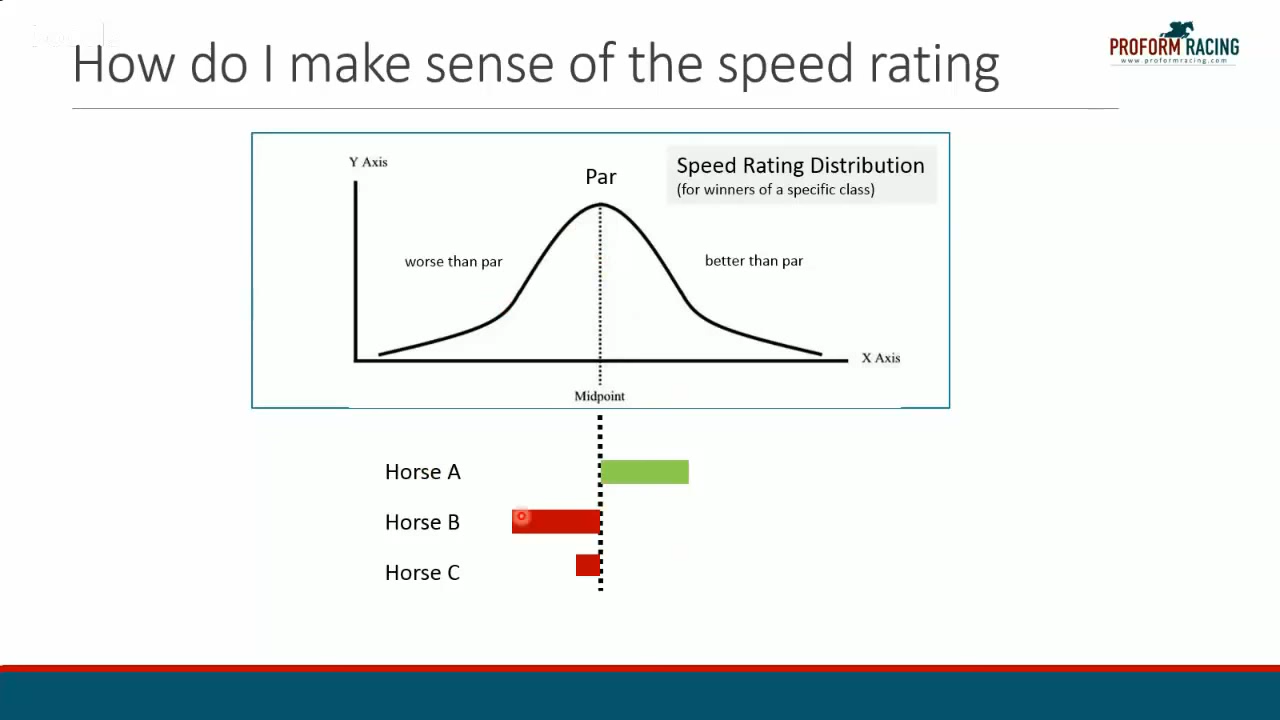 How do I make sense of the speed rating
PROFORM RACING
www.proformracing.com
Y Axis
Par
Speed Rating Distribution
(for winners of a specific class)
worse than par
better than par
X Axis
Midpoint
Horse A
Horse B
Horse C